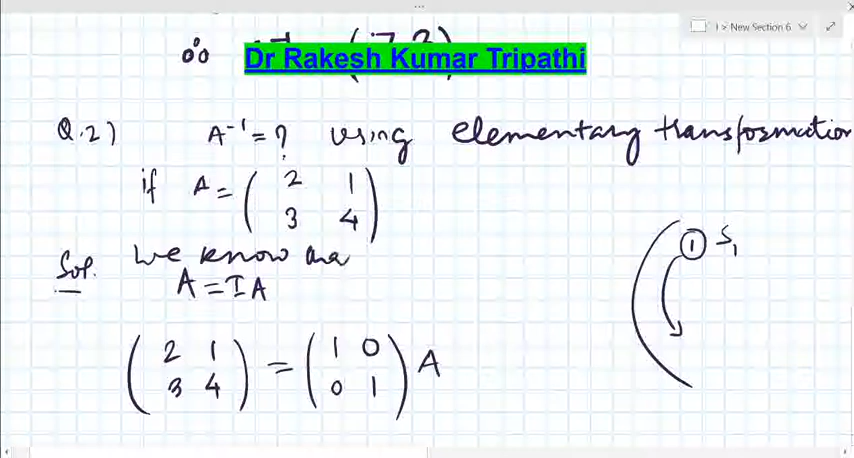 1 > New Section 6
Dr Rakesh Kumar Tripathi
Q.2) A⁻¹ = ? using elementary transformation
if A = ( 2 1
3 4 )
① S₁
Sol. We know
A = IA
( 2 1
3 4 ) = ( 1 0
0 1 ) A